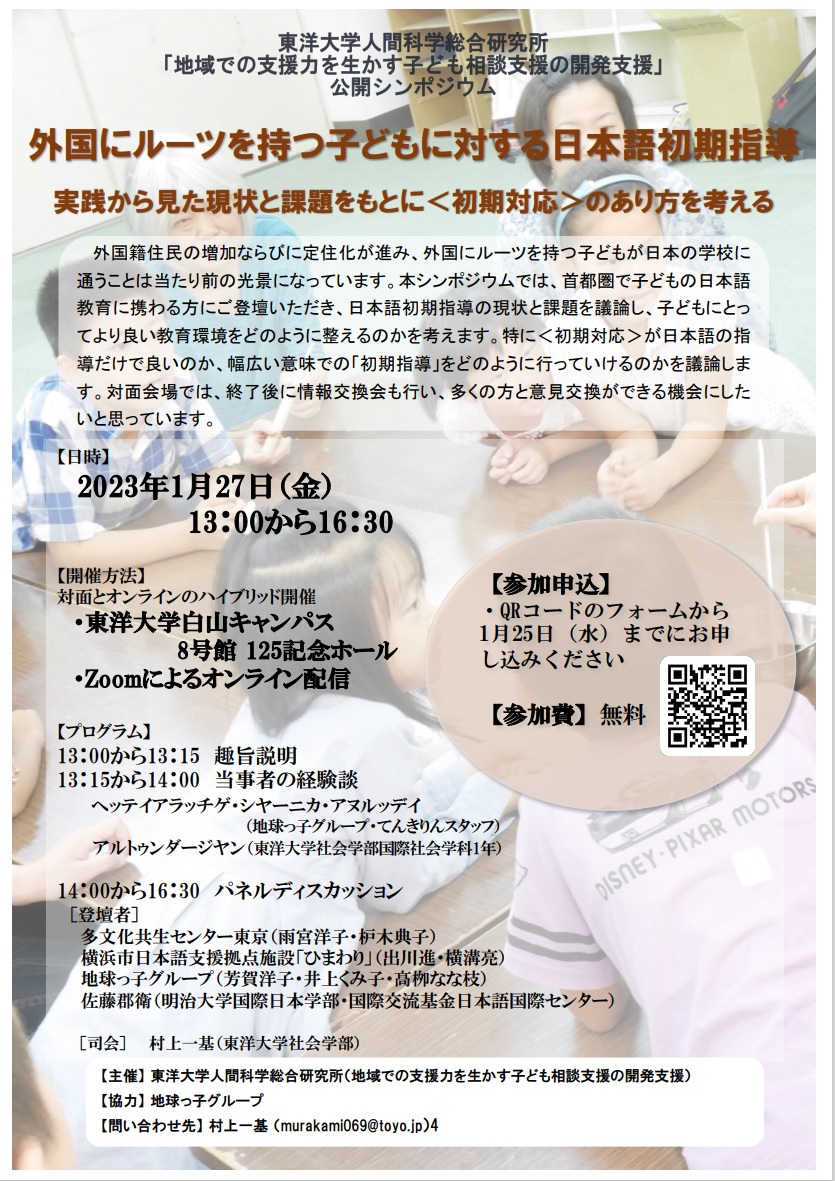 東洋大学人間科学総合研究所
「地域での支援力を生かす子ども相談支援の開発支援」
公開シンポジウム
外国にルーツを持つ子どもに対する日本語初期指導
実践から見た現状と課題をもとに＜初期対応＞のあり方を考える
外国籍住民の増加ならびに定住化が進み、外国にルーツを持つ子どもが日本の学校に
通うことは当たり前の光景になっています。本シンポジウムでは、首都圏で子どもの日本語
教育に携わる方にご登壇いただき、日本語初期指導の現状と課題を議論し、子どもにとっ
てより良い教育環境をどのように整えるのかを考えます。特に＜初期対応＞が日本語の指
導だけで良いのか、幅広い意味での「初期指導」をどのように行っていけるのかを議論しま
す。対面会場では、終了後に情報交換会も行い、多くの方と意見交換ができる機会にした
いと思っています。
【日時】
2023年1月27日（金）
13：00から16：30
【開催方法】
対面とオンラインのハイブリッド開催
・東洋大学白山キャンパス
8号館 125記念ホール
・Zoomによるオンライン配信
【参加申込】
・QRコードのフォームから
1月25日（水）までにお申
し込みください
【参加費】無料
【プログラム】
13：00から13：15 趣旨説明
13：15から14：00 当事者の経験談
ヘッテイアラッチゲ・シヤーニカ・アヌルッデイ
（地球っ子グループ・てんきりんスタッフ）
アルトゥンダージヤン（東洋大学社会学部国際社会学科1年）
14：00から16：30 パネルディスカッション
［登壇者］
多文化共生センター東京（雨宮洋子・枦木典子）
横浜市日本語支援拠点施設「ひまわり」（出川進・横溝亮）
地球っ子グループ（芳賀洋子・井上くみ子・高栁なな枝）
佐藤郡衛（明治大学国際日本学部・国際交流基金日本語国際センター）
［司会］ 村上一基（東洋大学社会学部）
【主催】東洋大学人間科学総合研究所（地域での支援力を生かす子ども相談支援の開発支援）
【協力】地球っ子グループ
【問い合わせ先】村上一基（murakami069@toyo.jp）4
DISNEY・PIXAR MOTORS